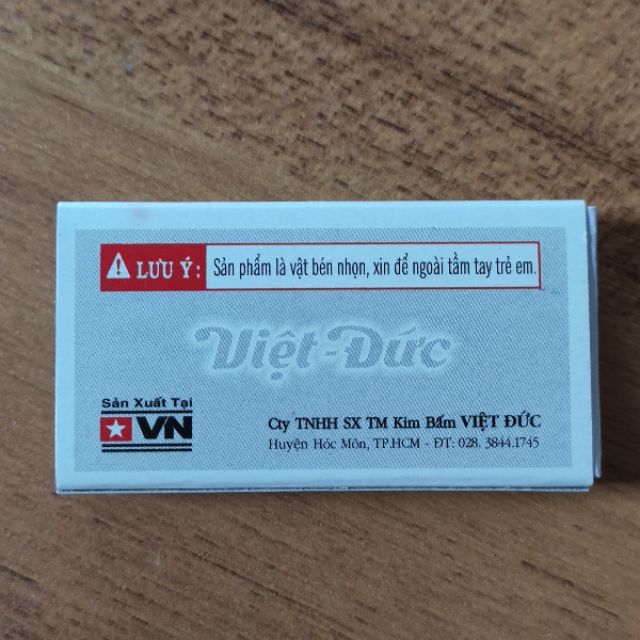 LƯU Ý: Sản phẩm là vật bén nhọn, xin để ngoài tầm tay trẻ em.
Việt-Đức
Sản Xuất Tại
VN
Cty TNHH SX TM Kim Bấm VIỆT ĐỨC
Huyện Hóc Môn, TP.HCM - ĐT: 028. 3844.1745